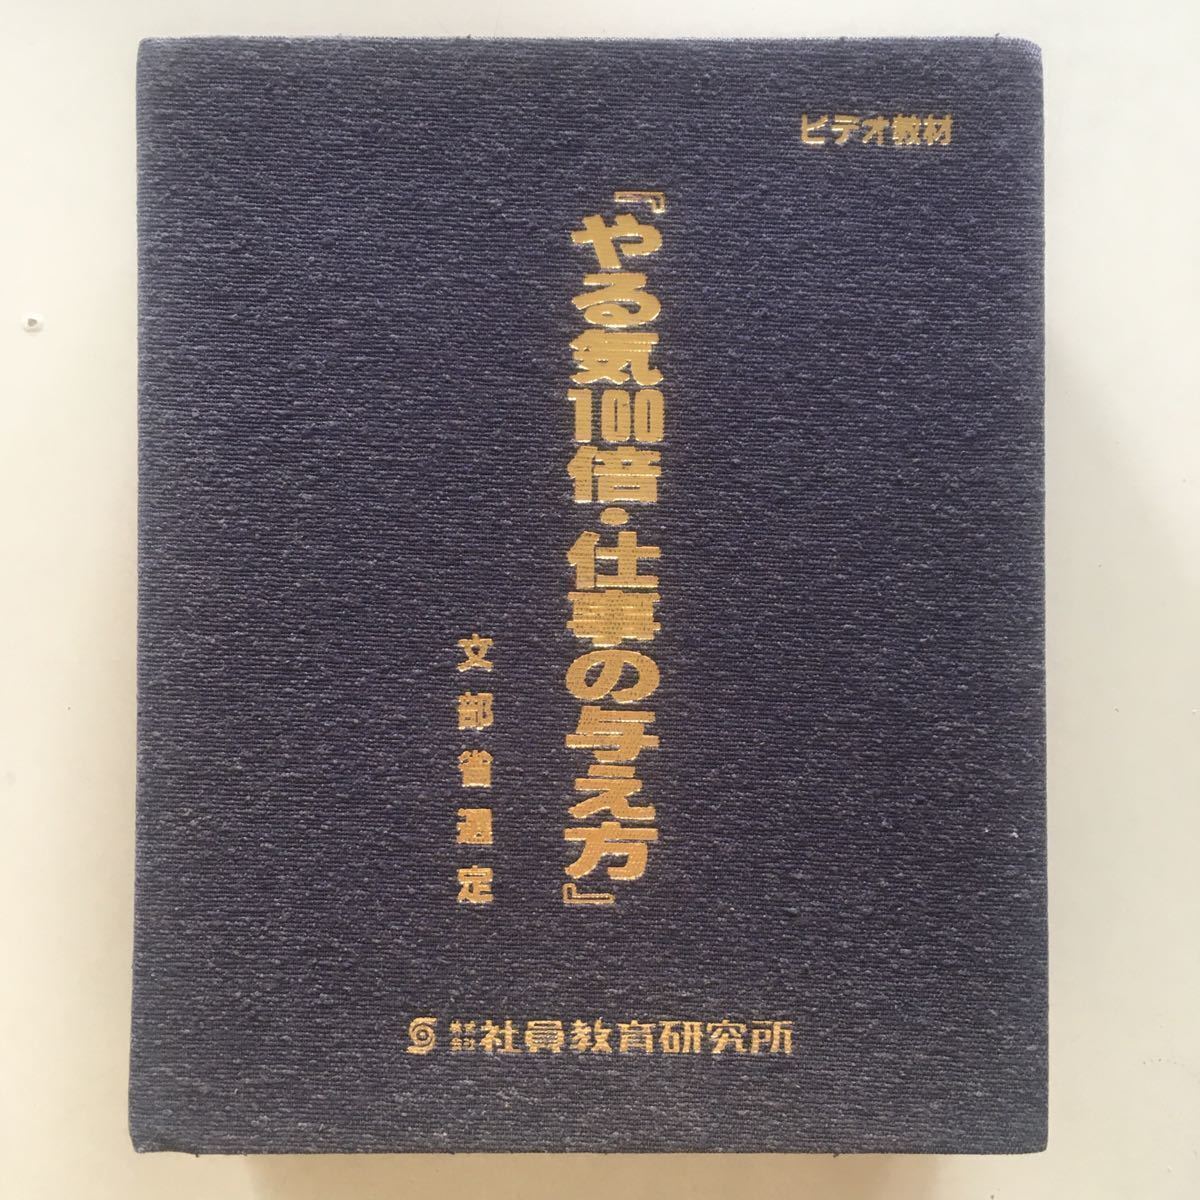 ビデオ教材
『やる気100倍・仕事の与え方』
文部省選定
株式会社 社員教育研究所